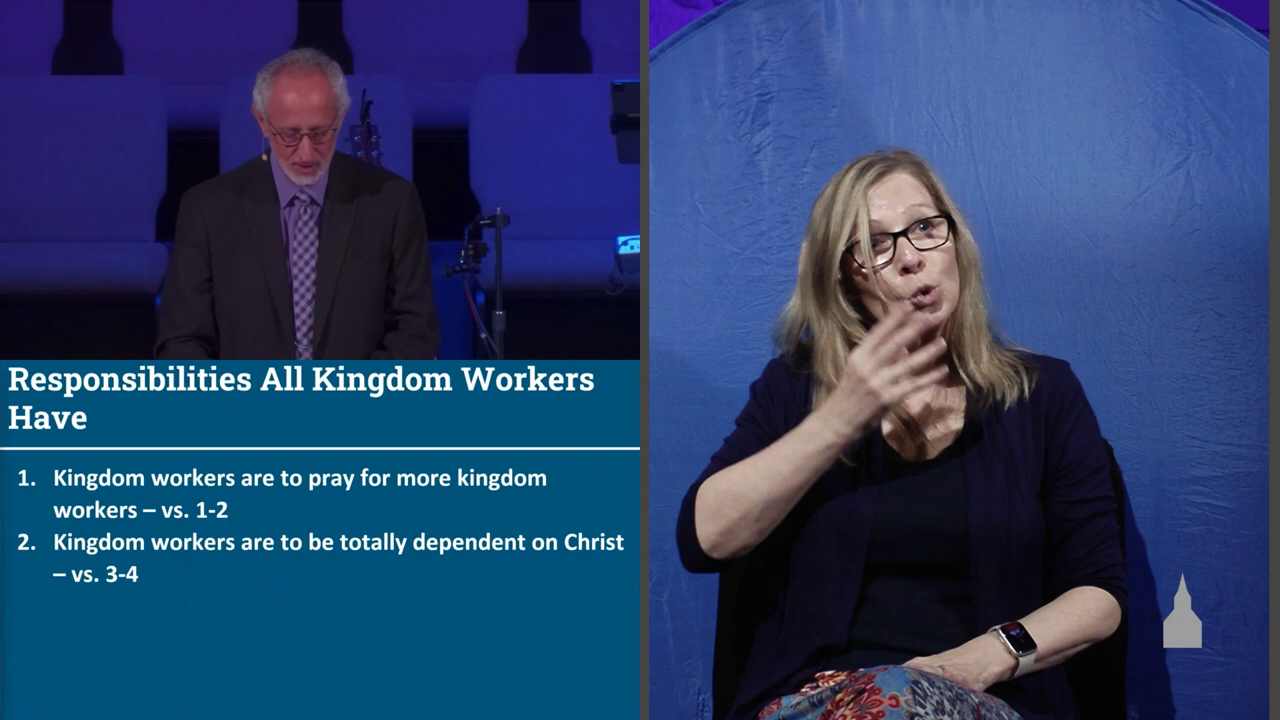 Responsibilities All Kingdom Workers
Have
1. Kingdom workers are to pray for more kingdom
workers – vs. 1-2
2. Kingdom workers are to be totally dependent on Christ
– vs. 3-4